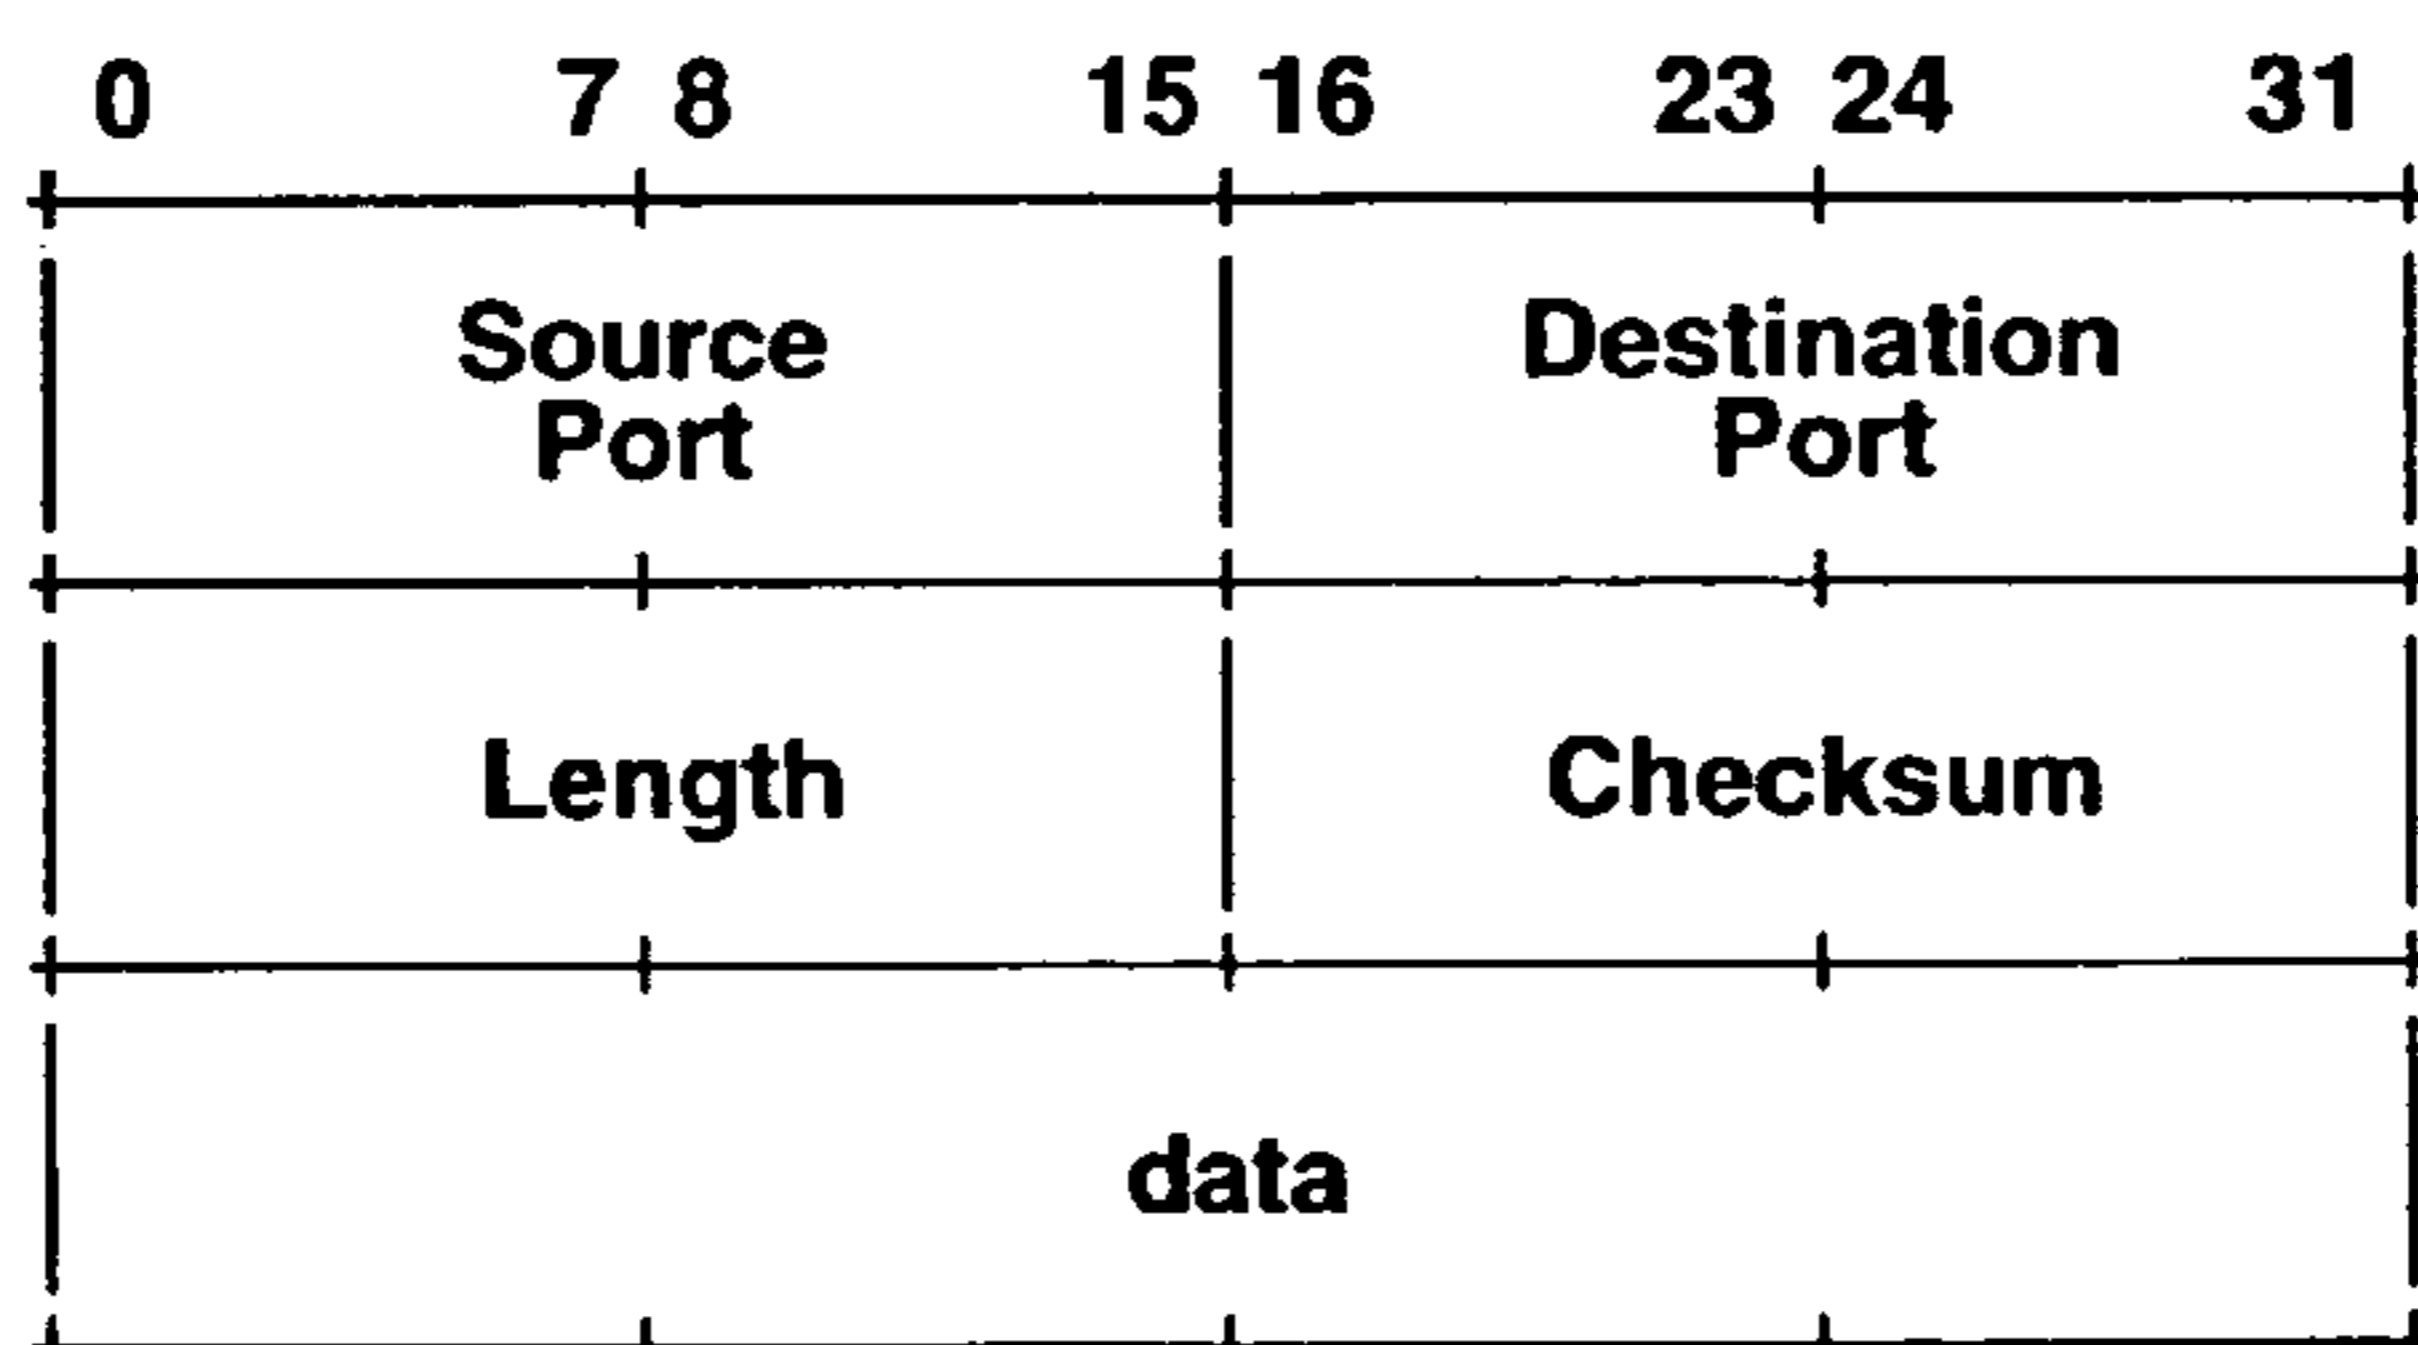 0 7 8 15 16 23 24 31
Source Destination
Port Port
Length Checksum
data